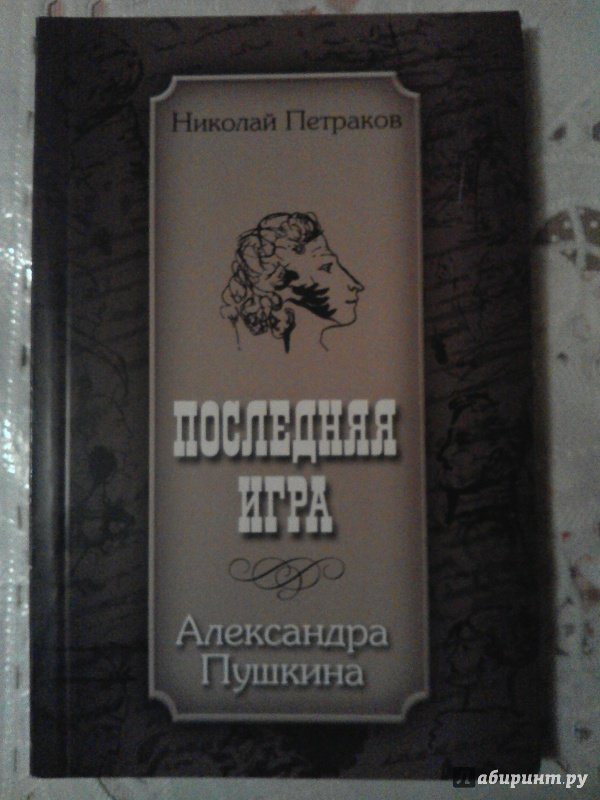 Николай Петраков
ПОСЛЕДНЯЯ
ИГРА
Александра
Пушкина
Лабиринт.ру